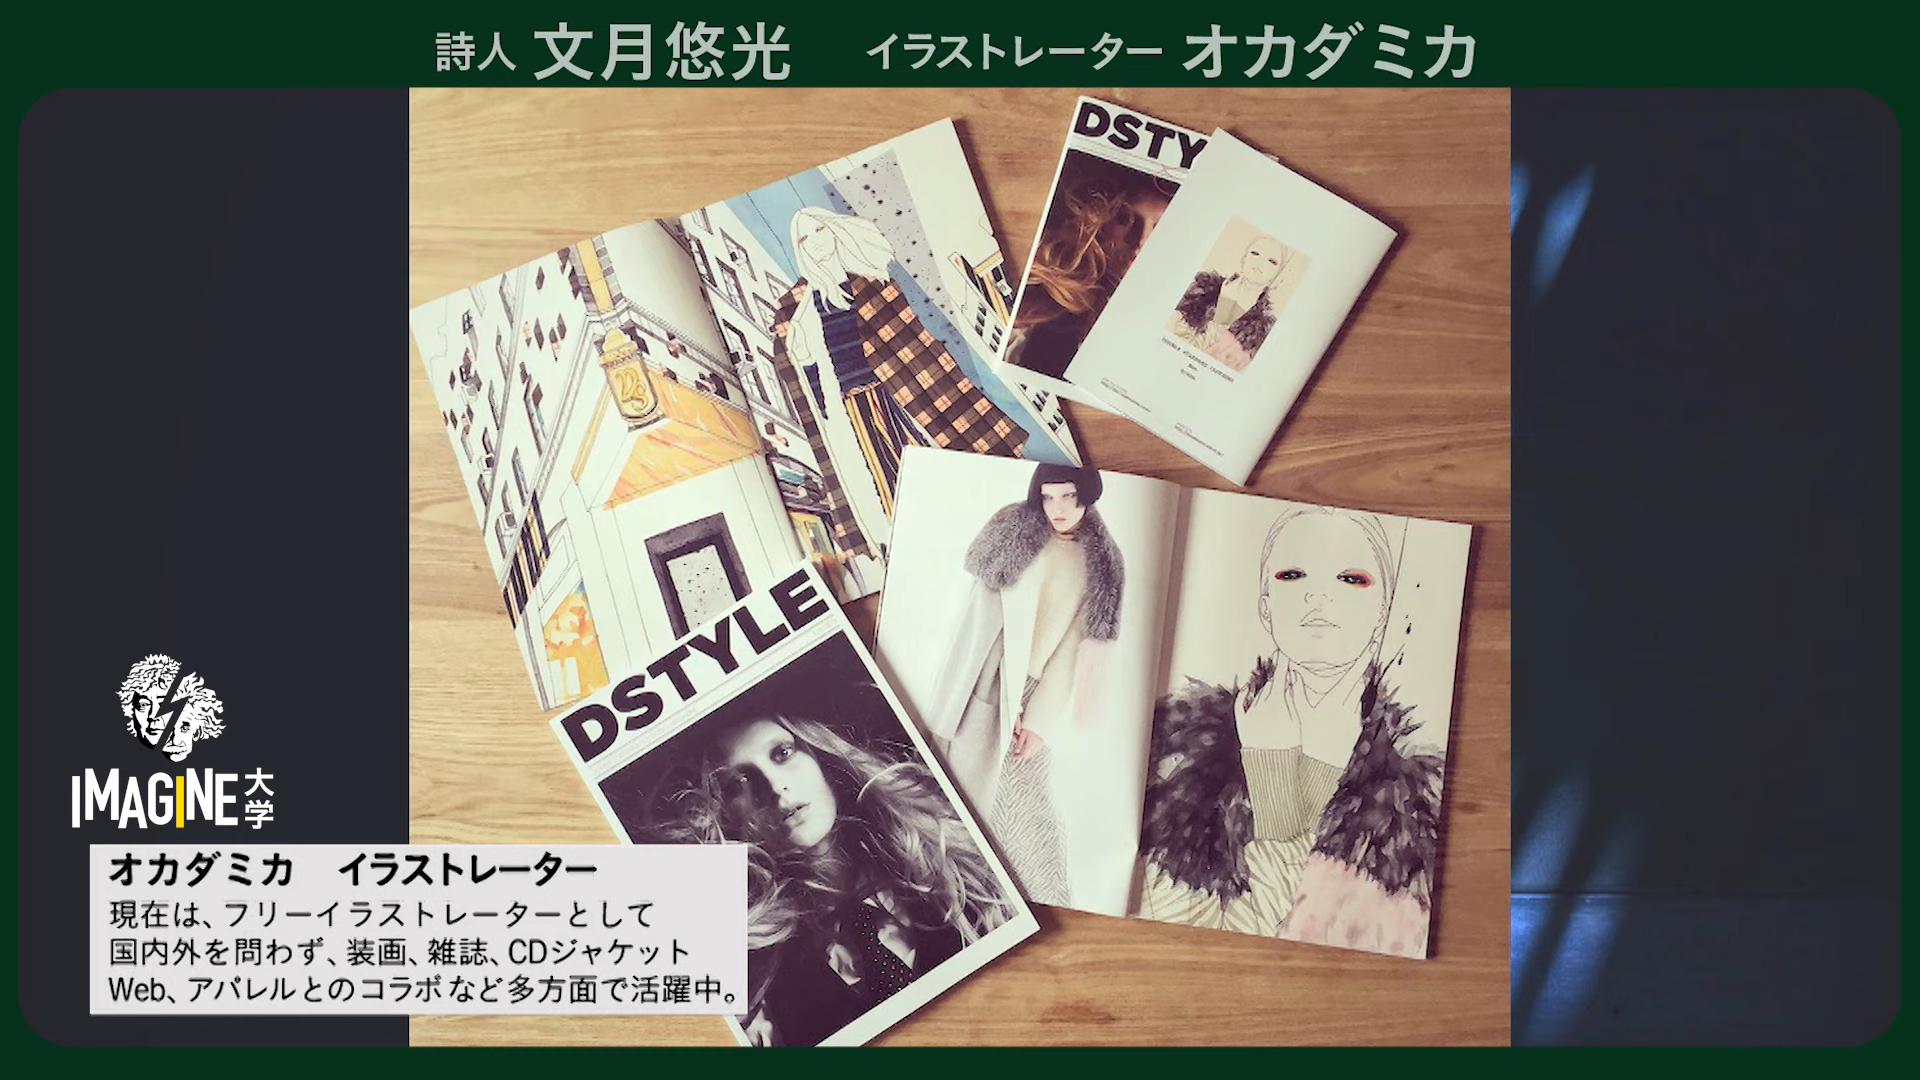 詩人 文月悠光 イラストレーター オカダミカ
DSTY
DSTYLE
IMAGINE大学
オカダミカ イラストレーター
現在は、フリーイラストレーターとして
国内外を問わず、装画、雑誌、CDジャケット
Web、アパレルとのコラボなど多方面で活躍中。